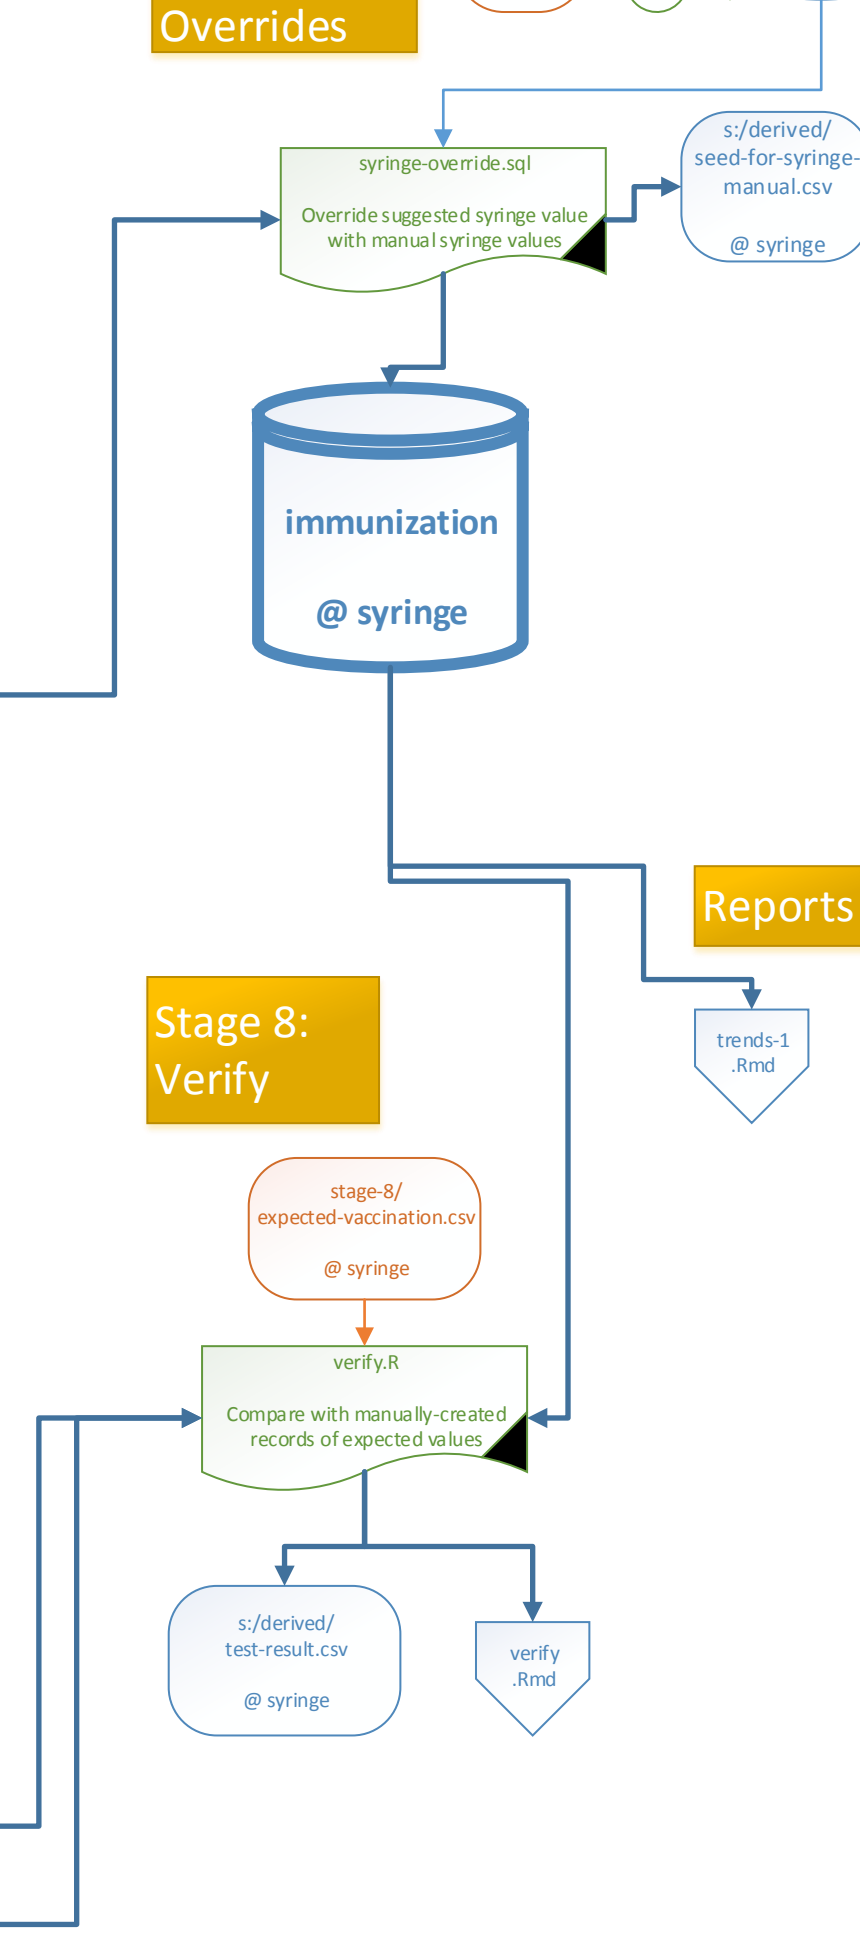 Overrides
syringe-override.sql
Override suggested syringe value
with manual syringe values
s:/derived/
seed-for-syringe-
manual.csv
@ syringe
immunization
@ syringe
Reports
trends-1
.Rmd
Stage 8:
Verify
stage-8/
expected-vaccination.csv
@ syringe
verify.R
Compare with manually-created
records of expected values
s:/derived/
test-result.csv
@ syringe
verify
.Rmd